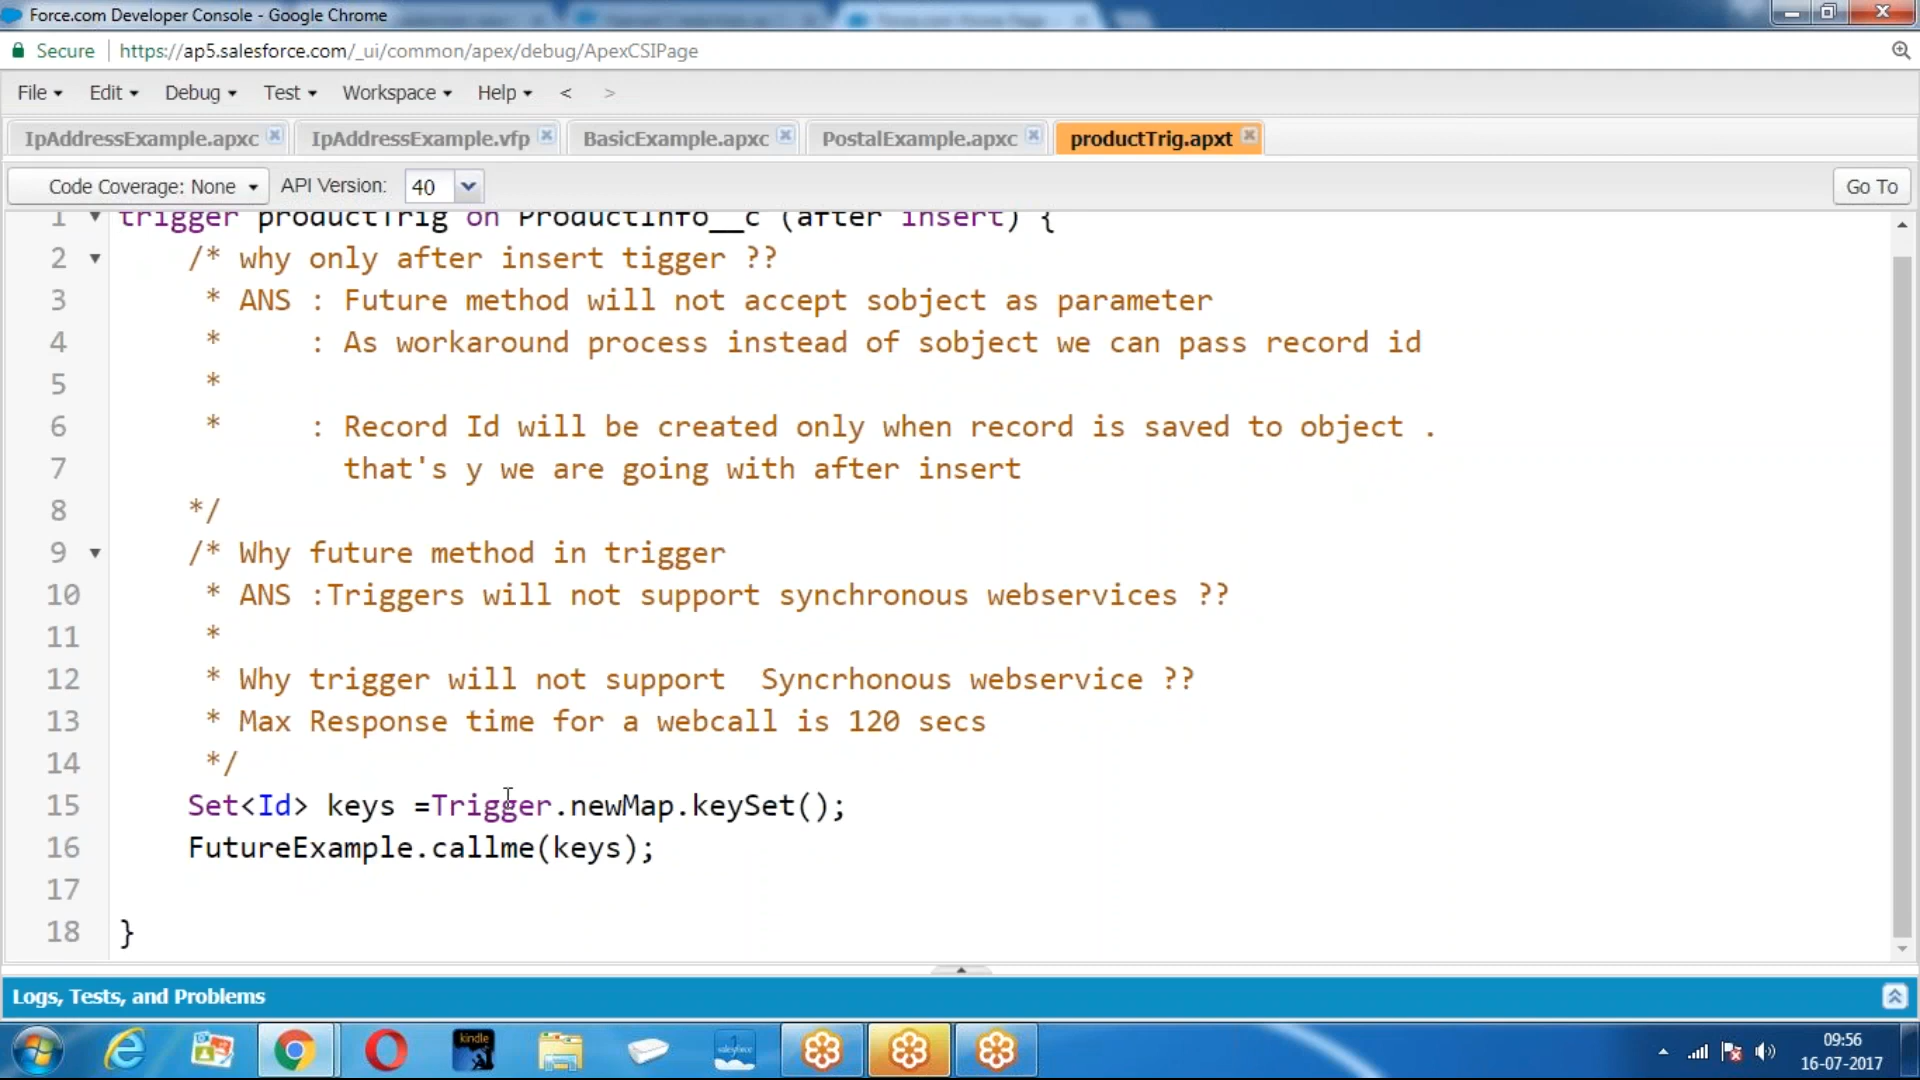 Force.com Developer Console - Google Chrome
Secure https://ap5.salesforce.com/_ui/common/apex/debug/ApexCSIPage
File Edit Debug Test Workspace Help < >
IpAddressExample.apxc IpAddressExample.vfp BasicExample.apxc PostalExample.apxc productTrig.apxt
Code Coverage: None API Version: 40 Go To
1 trigger productTrig on ProductInfo__c (after insert) {
2 /* why only after insert tigger ??
3 * ANS : Future method will not accept sobject as parameter
4 * : As workaround process instead of sobject we can pass record id
5 *
6 * : Record Id will be created only when record is saved to object .
7 that's y we are going with after insert
8 */
9 /* Why future method in trigger
10 * ANS :Triggers will not support synchronous webservices ??
11 *
12 * Why trigger will not support Syncrhonous webservice ??
13 * Max Response time for a webcall is 120 secs
14 */
15 Set<Id> keys =Trigger.newMap.keySet();
16 FutureExample.callme(keys);
17
18 }
Logs, Tests, and Problems
kindle
salesforce
09:56
16-07-2017